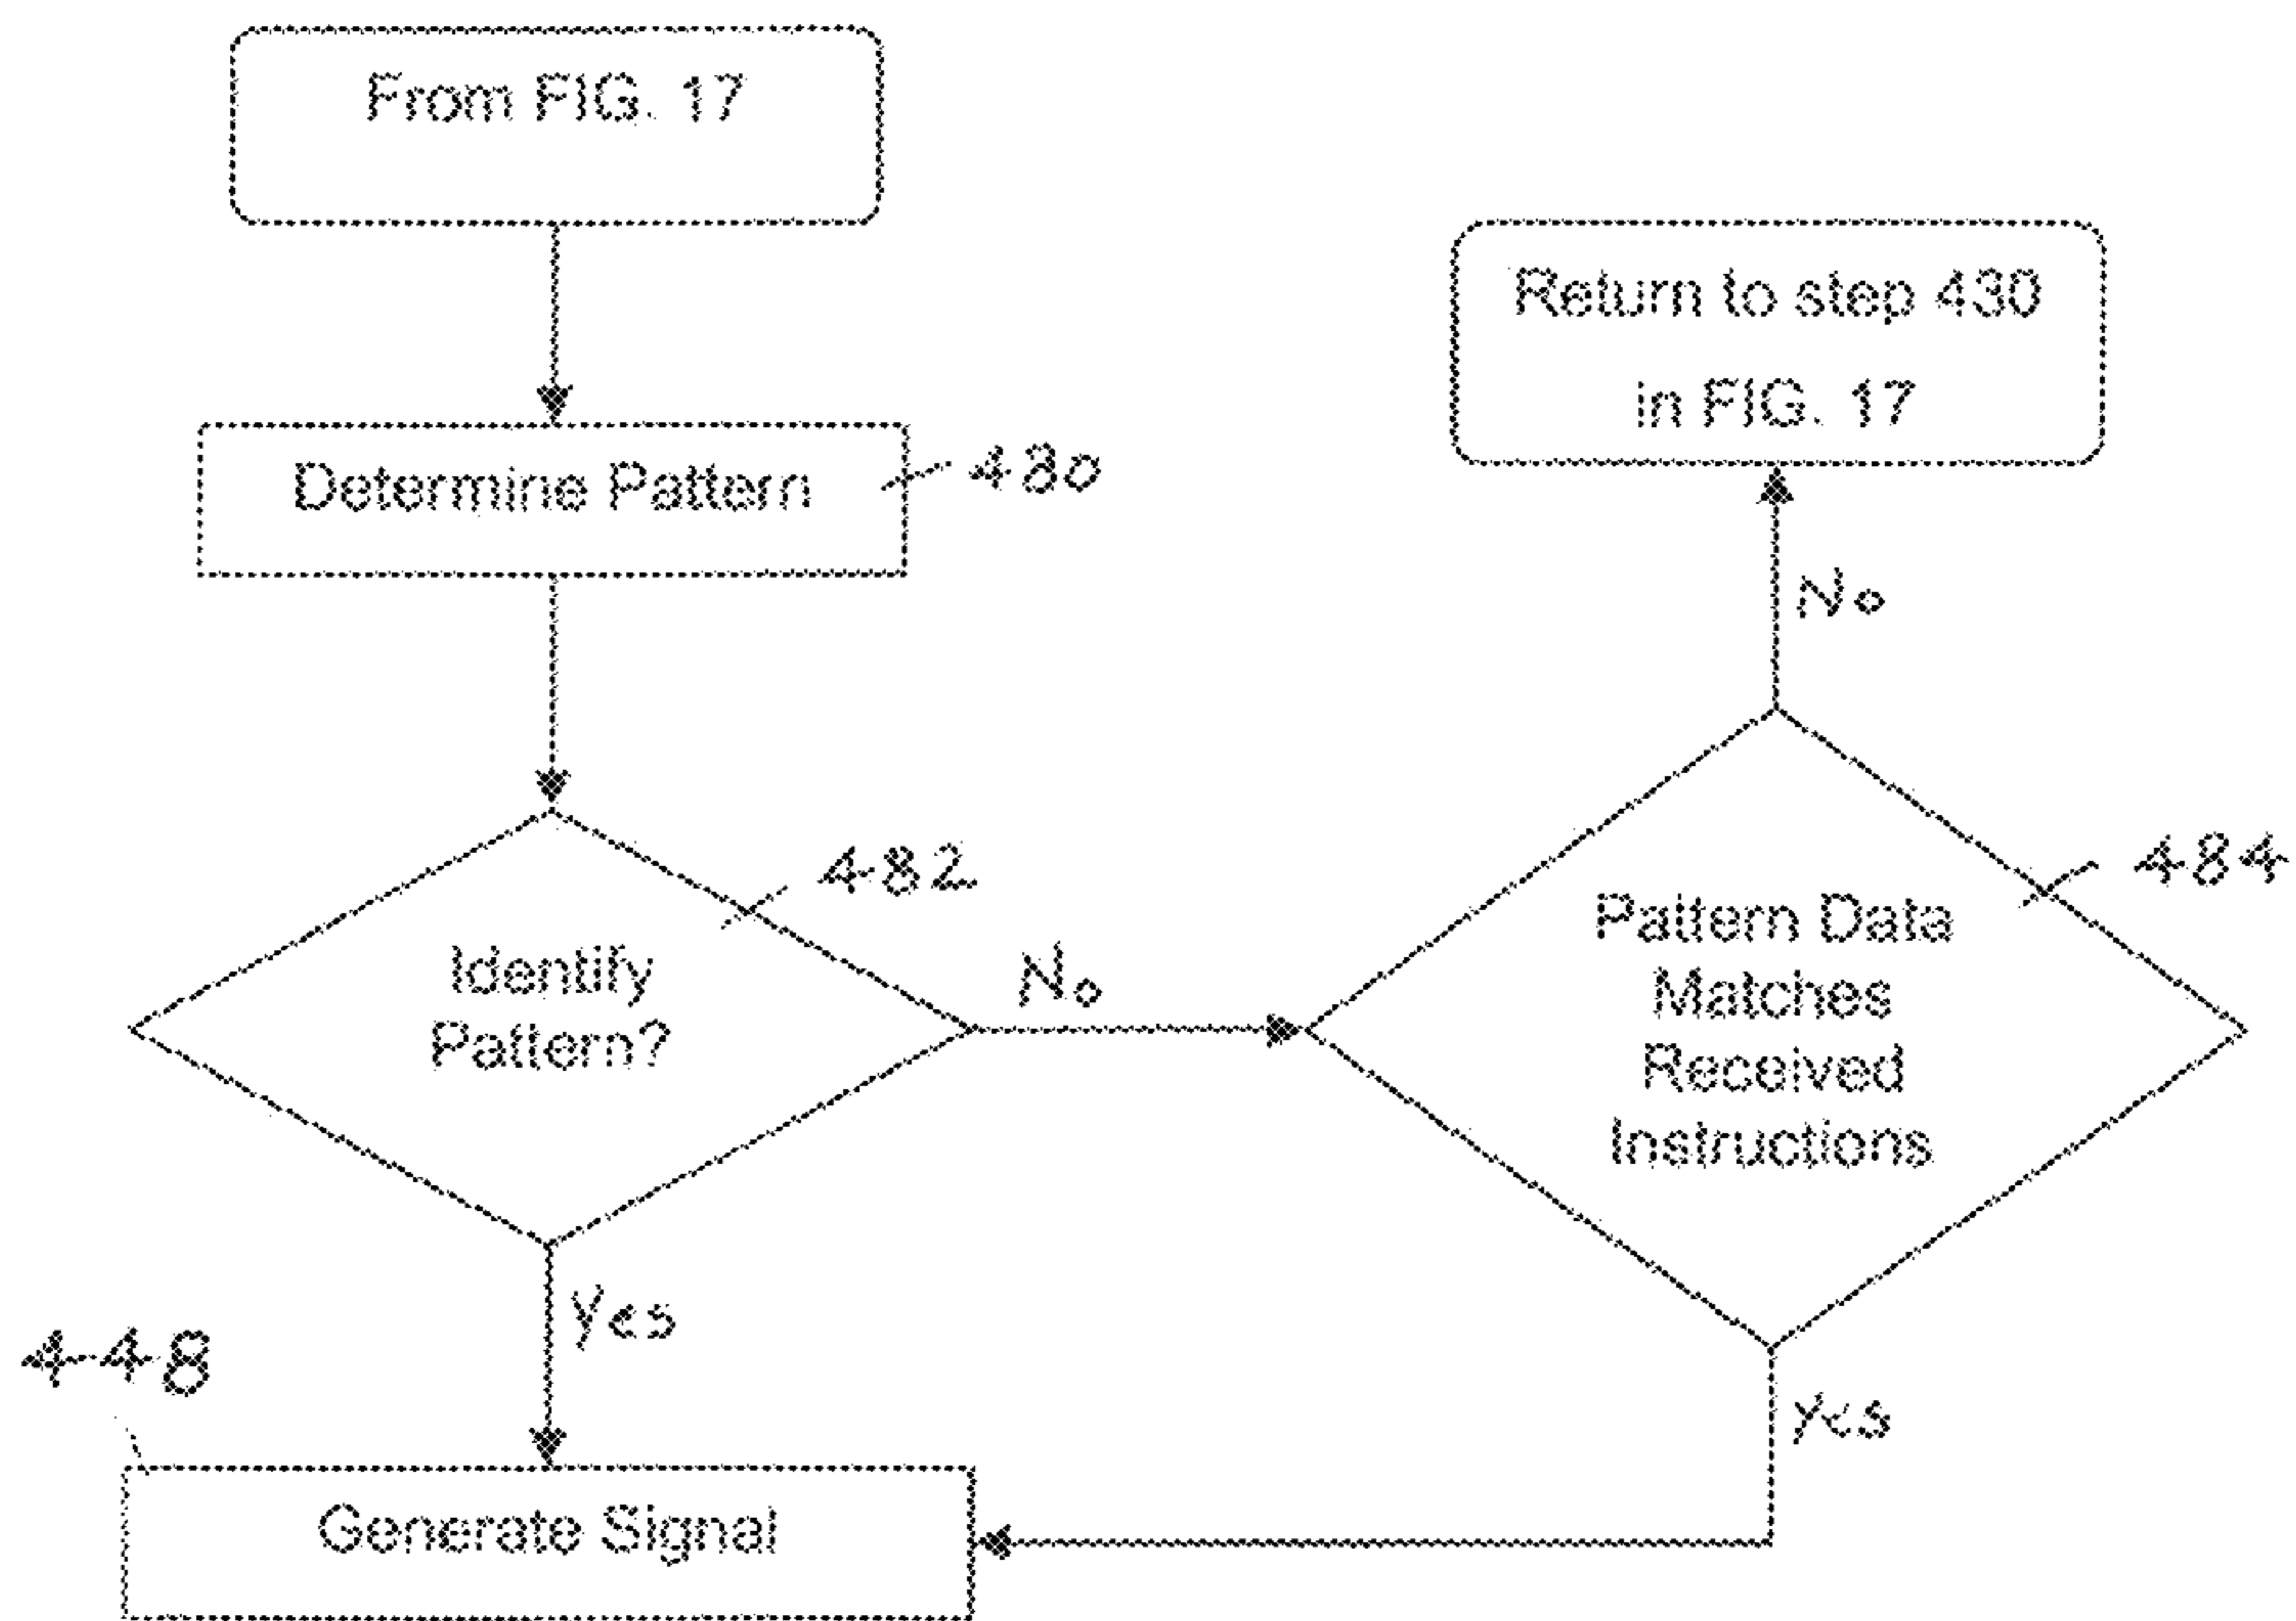 From FIG. 17
Determine Pattern
480
Identify
Pattern?
482
No
Yes
448
Generate Signal
Return to step 430
in FIG. 17
No
Pattern Data
Matches
Received
Instructions
484
Yes